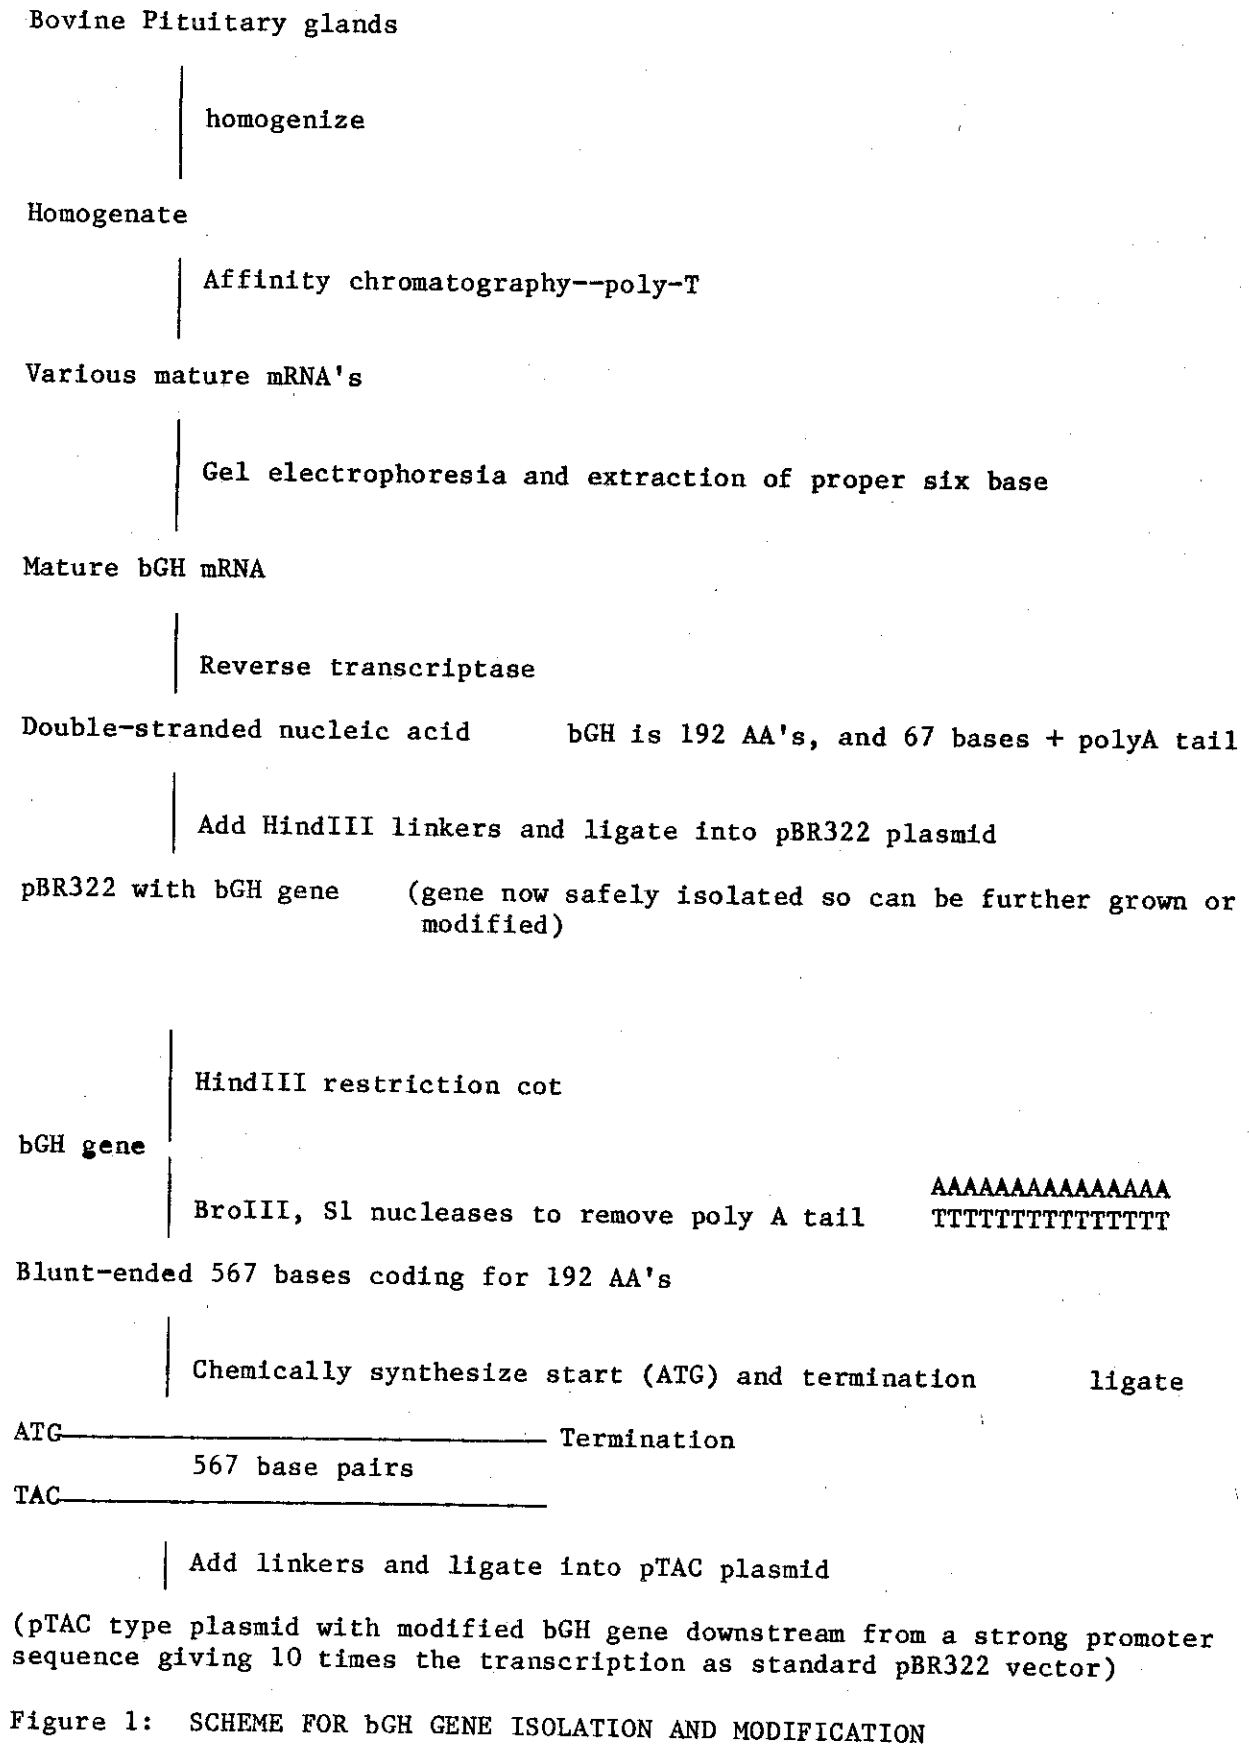 Bovine Pituitary glands
homogenize
Homogenate
Affinity chromatography--poly-T
Various mature mRNA's
Gel electrophoresia and extraction of proper six base
Mature bGH mRNA
Reverse transcriptase
Double-stranded nucleic acid bGH is 192 AA's, and 67 bases + polyA tail
Add HindIII linkers and ligate into pBR322 plasmid
pBR322 with bGH gene (gene now safely isolated so can be further grown or
modified)
HindIII restriction cot
bGH gene
AAAAAAAAAAAAAAA
BroIII, S1 nucleases to remove poly A tail TTTTTTTTTTTTTTT
Blunt-ended 567 bases coding for 192 AA's
Chemically synthesize start (ATG) and termination ligate
ATG Termination
567 base pairs
TAC
Add linkers and ligate into pTAC plasmid
(pTAC type plasmid with modified bGH gene downstream from a strong promoter
sequence giving 10 times the transcription as standard pBR322 vector)
Figure 1: SCHEME FOR bGH GENE ISOLATION AND MODIFICATION